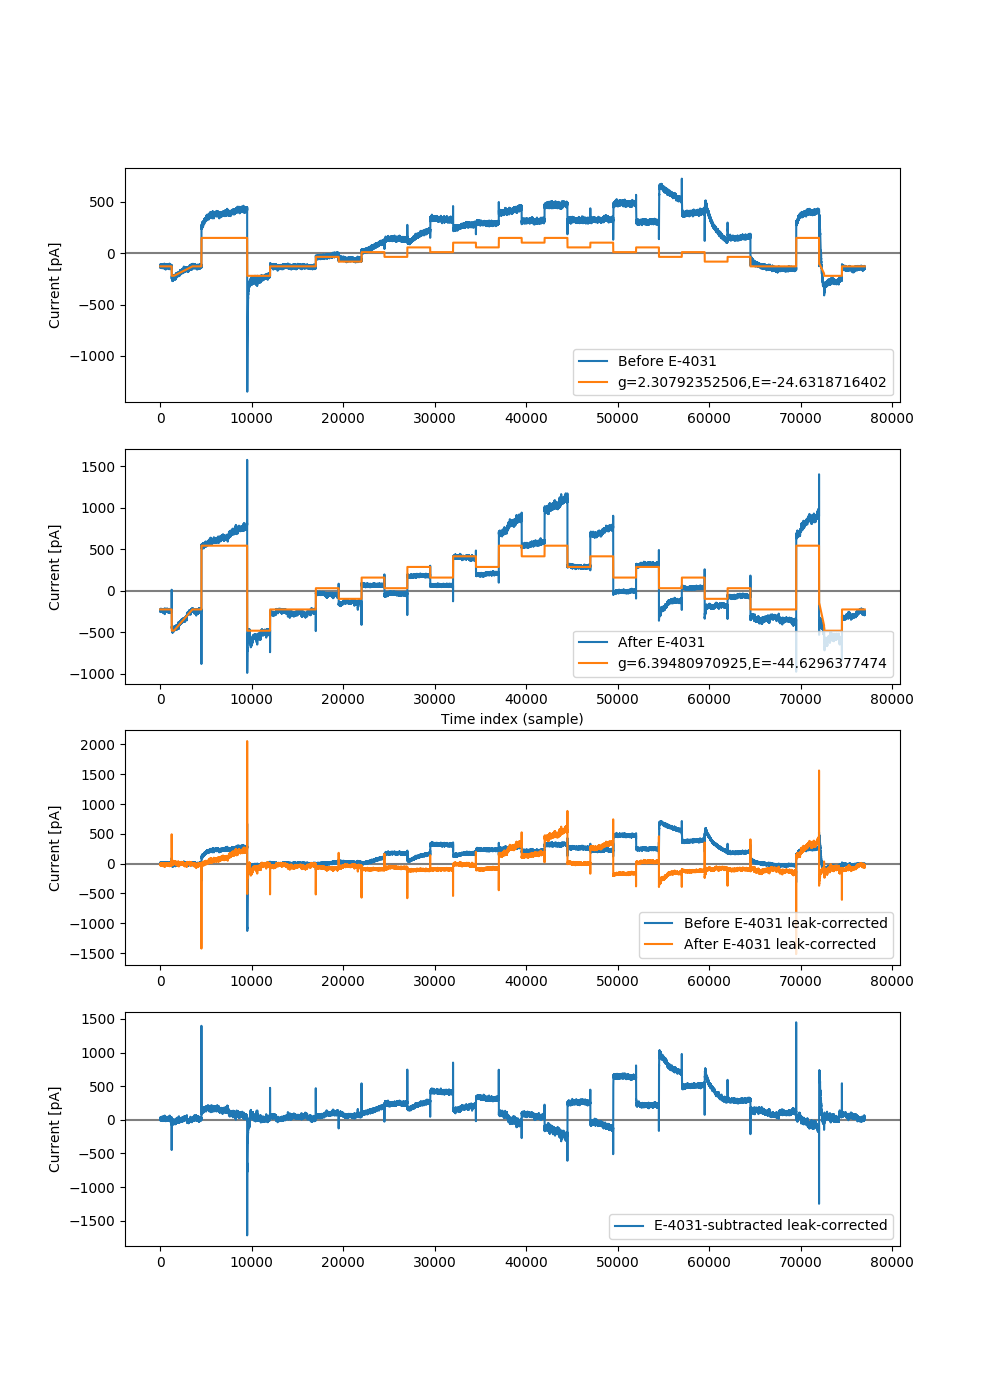 500
0
−500
−1000
Current [pA]
Before E-4031
g=2.30792352506,E=-24.6318716402
0 10000 20000 30000 40000 50000 60000 70000 80000
1500
1000
500
0
−500
−1000
Current [pA]
After E-4031
g=6.39480970925,E=-44.6296377474
0 10000 20000 30000 40000 50000 60000 70000 80000
Time index (sample)
2000
1500
1000
500
0
−500
−1000
−1500
Current [pA]
Before E-4031 leak-corrected
After E-4031 leak-corrected
0 10000 20000 30000 40000 50000 60000 70000 80000
1500
1000
500
0
−500
−1000
−1500
Current [pA]
E-4031-subtracted leak-corrected
0 10000 20000 30000 40000 50000 60000 70000 80000